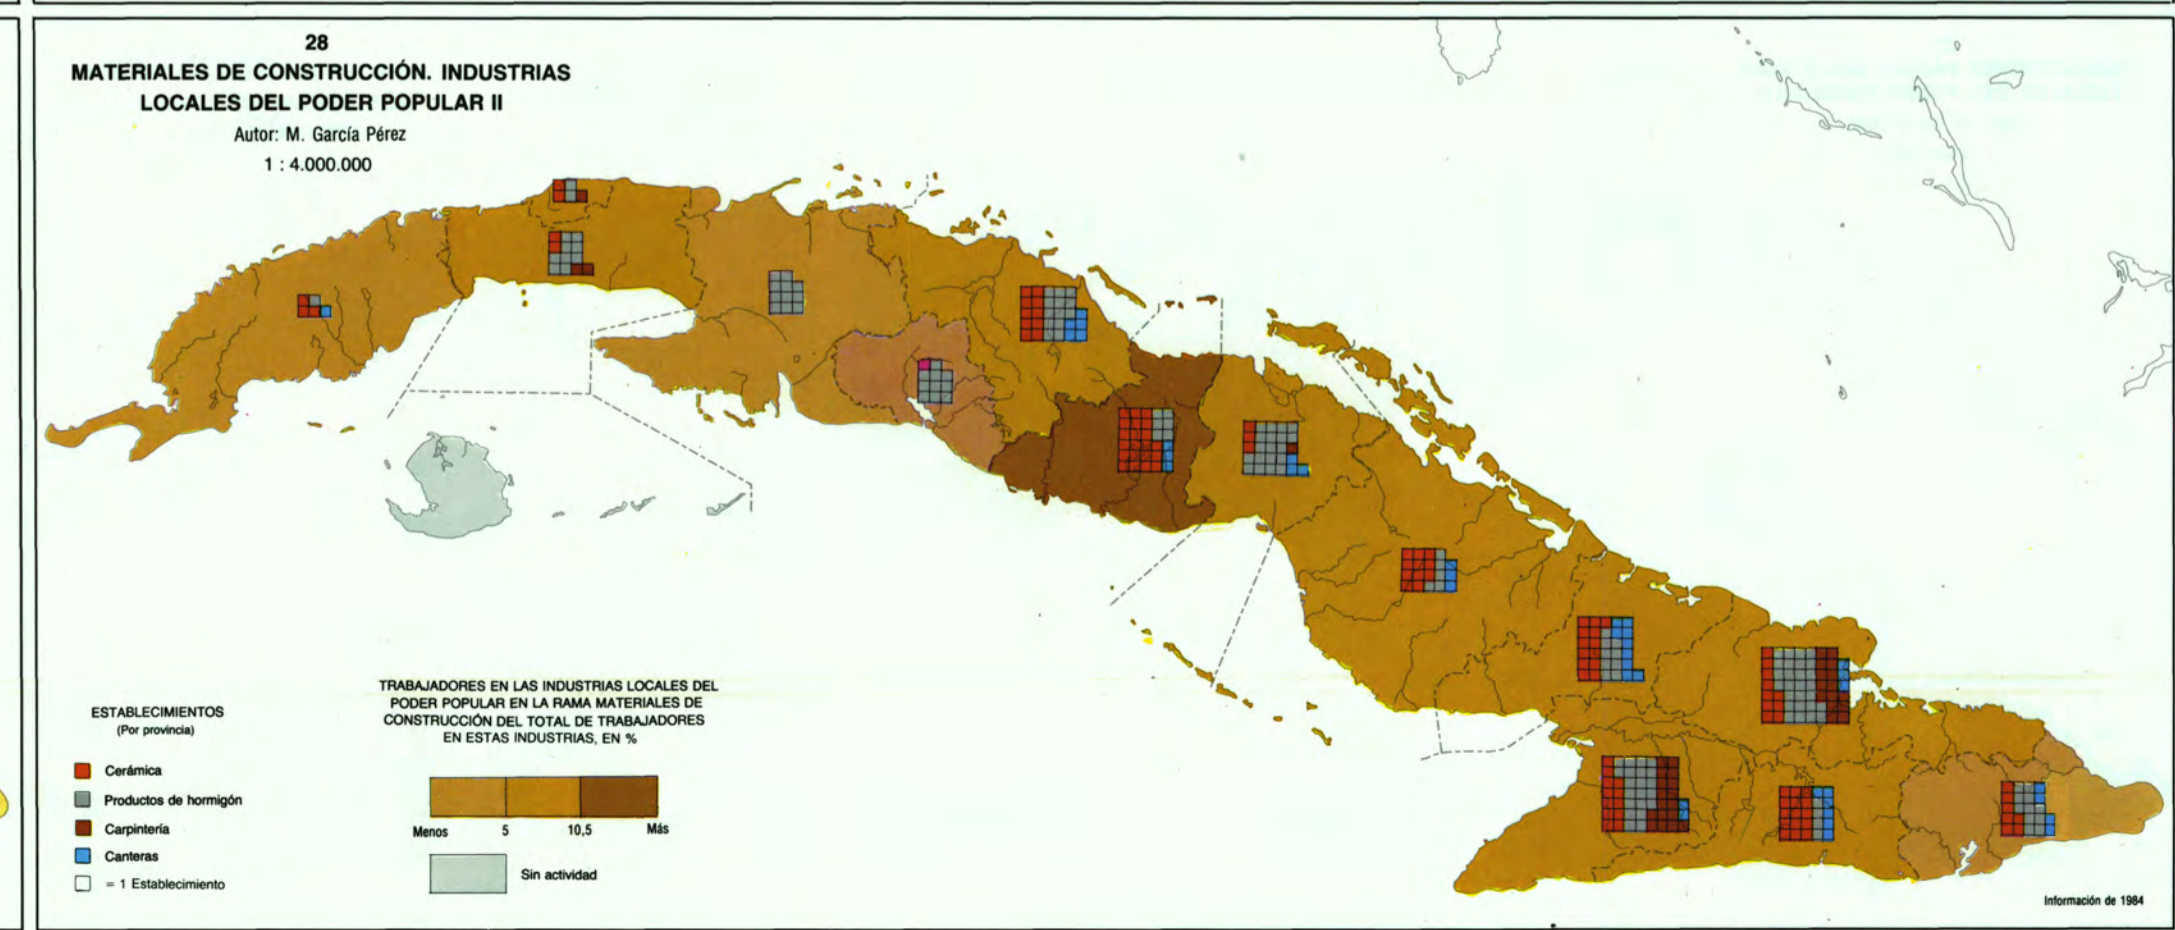 28
MATERIALES DE CONSTRUCCIÓN. INDUSTRIAS
LOCALES DEL PODER POPULAR II
Autor: M. García Pérez
1 : 4.000.000
ESTABLECIMIENTOS
(Por provincia)
Cerámica
Productos de hormigón
Carpintería
Canteras
= 1 Establecimiento
TRABAJADORES EN LAS INDUSTRIAS LOCALES DEL
PODER POPULAR EN LA RAMA MATERIALES DE
CONSTRUCCIÓN DEL TOTAL DE TRABAJADORES
EN ESTAS INDUSTRIAS, EN %
Menos 5 10,5 Más
Sin actividad
Información de 1984